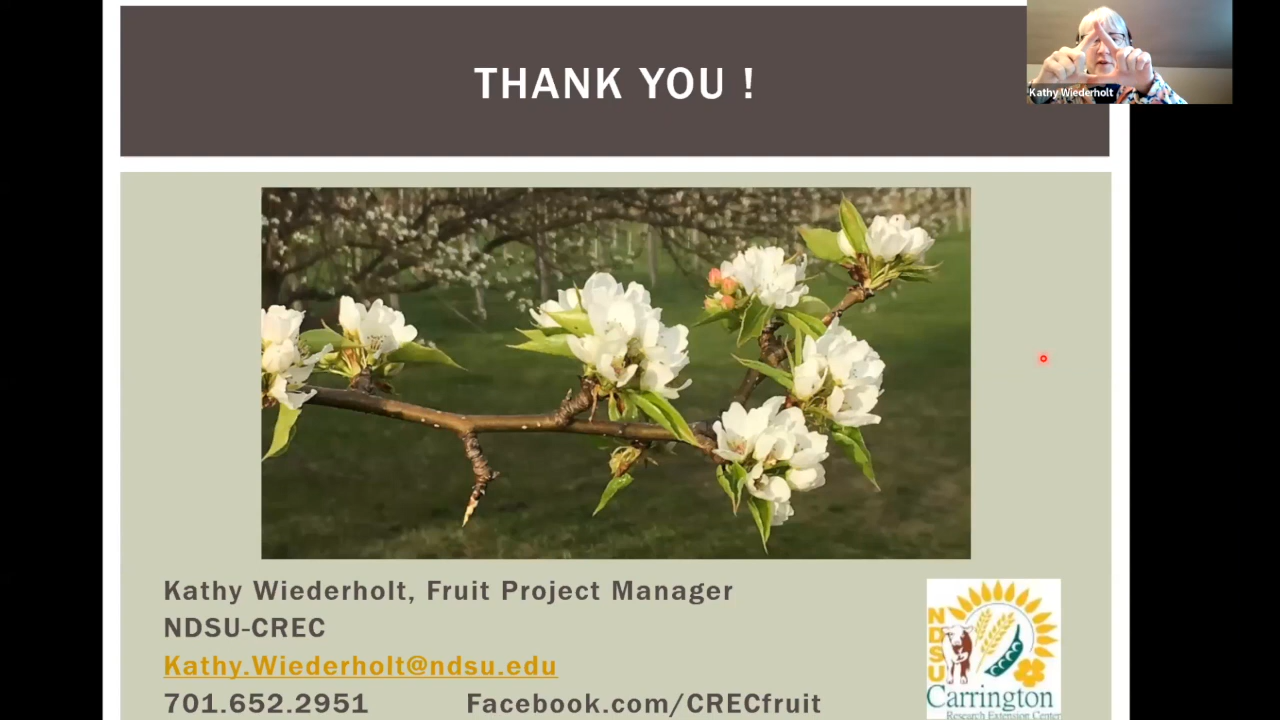 THANK YOU !
Kathy Wiederholt
Kathy Wiederholt, Fruit Project Manager
NDSU-CREC
Kathy.Wiederholt@ndsu.edu
701.652.2951 Facebook.com/CRECfruit
NDSU
Carrington
Research Extension Center